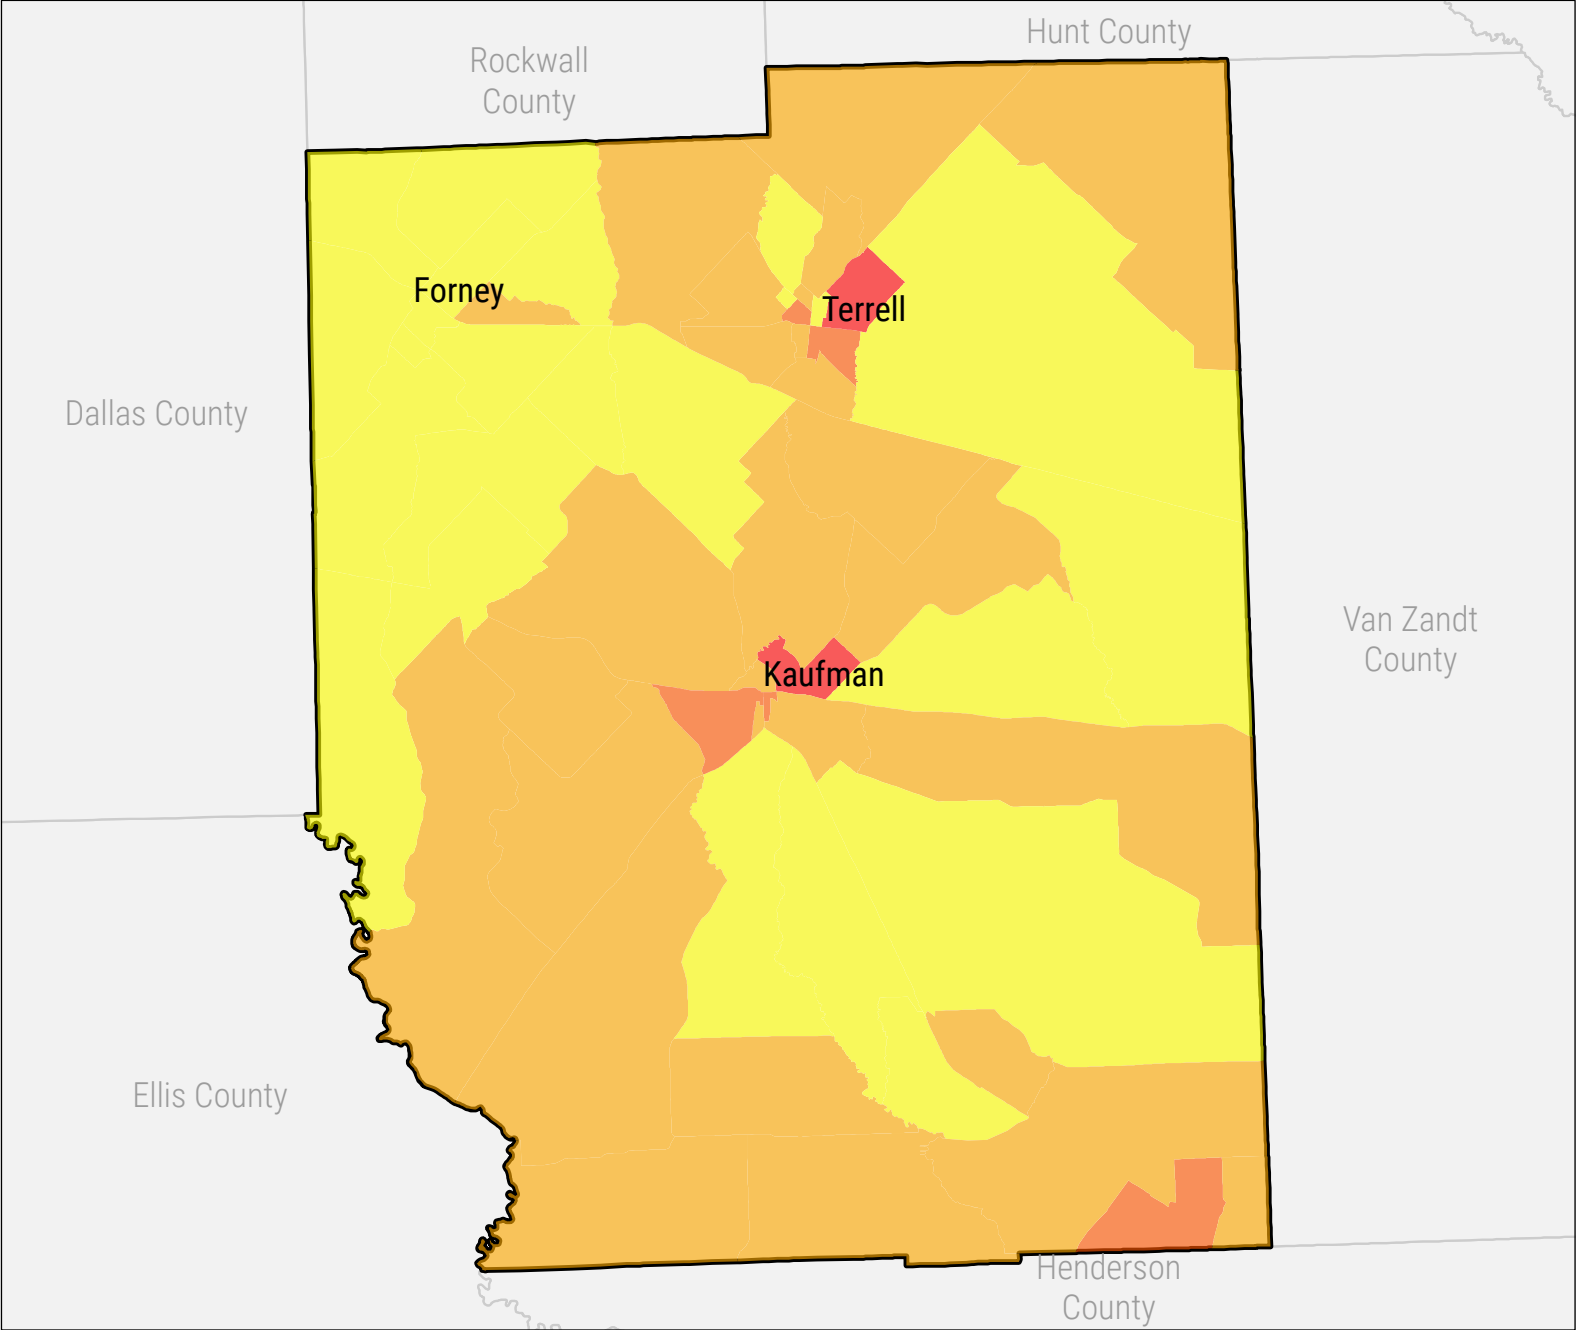 Hunt County
Rockwall
County
Forney
Terrell
Dallas County
Van Zandt
County
Kaufman
Ellis County
Henderson
County